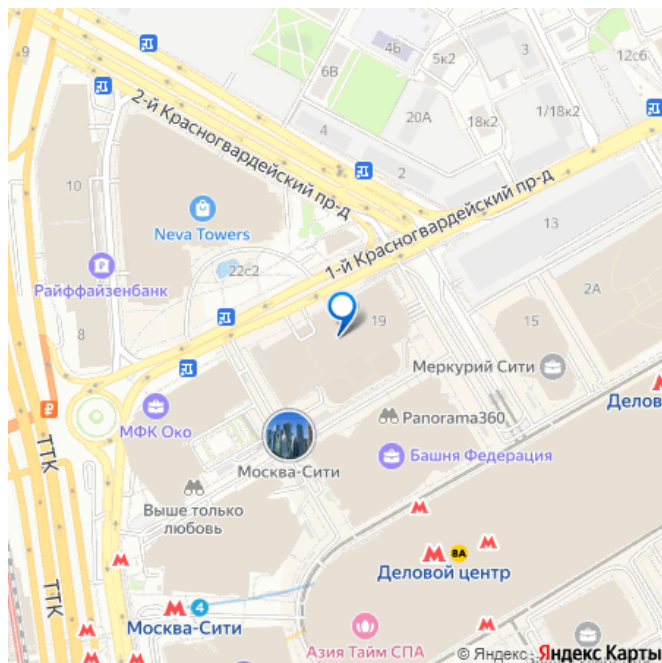 9
4Б
5к2
3
12с6
6В
20А
18к2
1/18к2
4
2
2-й Красногвардейский пр-д
1-й Красногвардейский пр-д
10
Neva Towers
13
22с2
Райффайзенбанк
2А
8
19
15
Меркурий Сити
Делов
МФК Око
Panorama360
ТТК
Башня Федерация
Москва-Сити
Выше только
любовь
8А
Деловой центр
ТТК
4
Москва-Сити
Азия Тайм СПА
© Яндекс Яндекс Карты